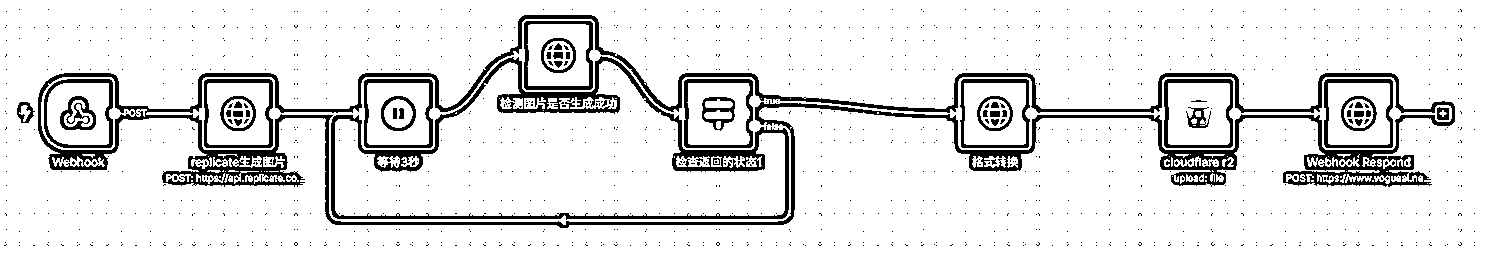 POST
Webhook
replicate生成图片
POST: https://api.replicate.co...
等待3秒
检测图片是否生成成功
true
false
检查返回的状态1
格式转换
cloudflare r2
upload: file
Webhook Respond
POST: https://www.vogueai.ne...